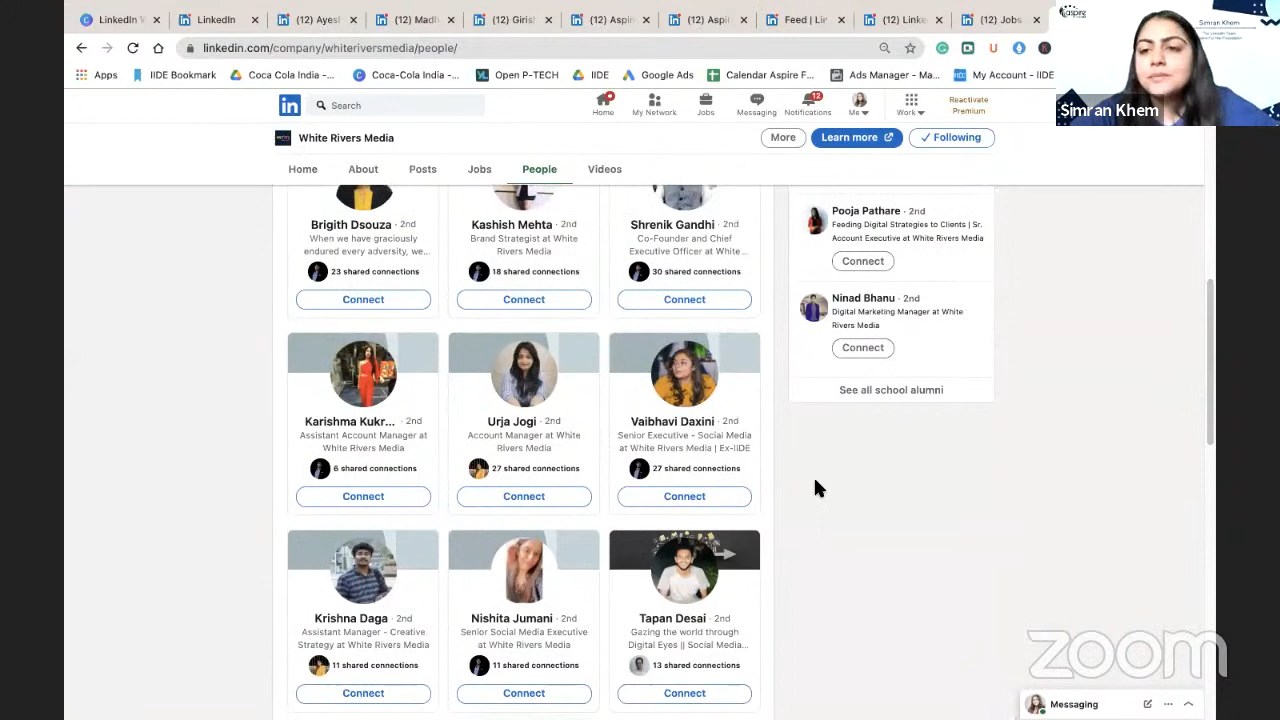 LinkedIn V
LinkedIn
(12) Ayesl
(12) Madl
(12) Girls!
(12) Aspir
(12) Aspi
Feed | Lin
(12) Linke
(12) Jobs
linkedin.com/company/whiteriversmedia/people/
Apps
IIDE Bookmark
Coca Cola India -...
Coca-Cola India -...
Open P-TECH
IIDE
Google Ads
Calendar Aspire F...
Ads Manager - Ma...
My Account - IIDE
aspire
Simran Khem
Simran Khem
Search
Home
My Network
Jobs
Messaging
12
Notifications
Me
Work
Reactivate
Premium
White Rivers Media
More
Learn more
Following
Home
About
Posts
Jobs
People
Videos
Brigith Dsouza · 2nd
When we have graciously
endured every adversity, we...
23 shared connections
Connect
Kashish Mehta · 2nd
Brand Strategist at White
Rivers Media
18 shared connections
Connect
Shrenik Gandhi · 2nd
Co-Founder and Chief
Executive Officer at White...
30 shared connections
Connect
Pooja Pathare · 2nd
Feeding Digital Strategies to Clients | Sr.
Account Executive at White Rivers Media
Connect
Ninad Bhanu · 2nd
Digital Marketing Manager at White
Rivers Media
Connect
See all school alumni
Karishma Kukr... · 2nd
Assistant Account Manager at
White Rivers Media
6 shared connections
Connect
Urja Jogi · 2nd
Account Manager at White
Rivers Media
27 shared connections
Connect
Vaibhavi Daxini · 2nd
Senior Executive - Social Media
at White Rivers Media | Ex-IIDE
27 shared connections
Connect
Krishna Daga · 2nd
Assistant Manager - Creative
Strategy at White Rivers Media
11 shared connections
Connect
Nishita Jumani · 2nd
Senior Social Media Executive
at White Rivers Media
11 shared connections
Connect
Tapan Desai · 2nd
Gazing the world through
Digital Eyes || Social Media...
13 shared connections
Connect
zoom
Messaging